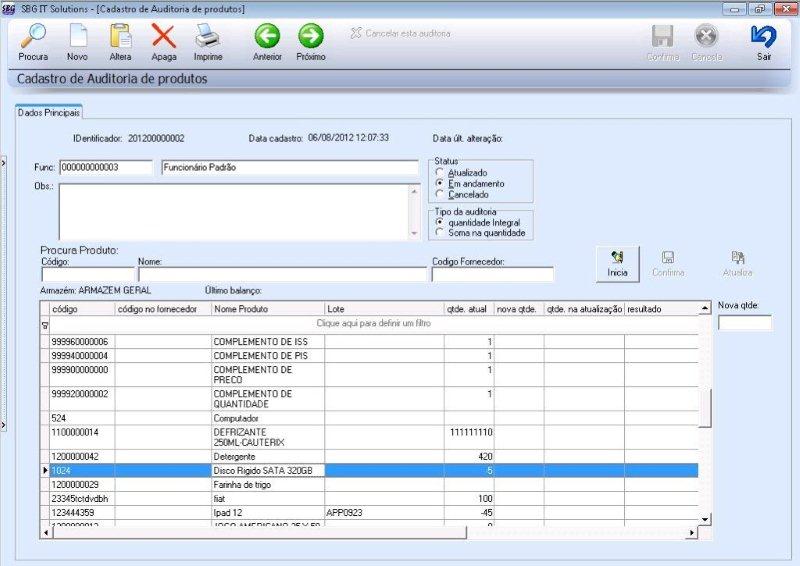 SBG IT Solutions - [Cadastro de Auditoria de produtos]
Procura Novo Altera Apaga Imprime Anterior Próximo Cancelar esta auditoria Confirma Cancela Sair
Cadastro de Auditoria de produtos
Dados Principais
IDentificador: 201200000002 Data cadastro: 06/08/2012 12:07:33 Data últ. alteração:
Func: 000000000003 Funcionário Padrão
Status
Atualizado
Em andamento
Cancelado
Obs.:
Tipo da auditoria
quantidade Integral
Soma na quantidade
Procura Produto:
Código: Nome: Codigo Fornecedor:
Inicia Confirma Atualiza
Armazém: ARMAZEM GERAL Último balanço:
Nova qtde:
código código no fornecedor Nome Produto Lote qtde. atual nova qtde. qtde. na atualização resultado
Clique aqui para definir um filtro
999960000006 COMPLEMENTO DE ISS 1
999940000004 COMPLEMENTO DE PIS 1
999900000000 COMPLEMENTO DE PRECO 1
999920000002 COMPLEMENTO DE QUANTIDADE 1
524 Computador
1100000014 DEFRIZANTE 250ML-CAUTERIX 111111110
1200000042 Detergente 420
1024 Disco Rigido SATA 320GB -5
1200000029 Farinha de trigo
23345tctdvdbh fiat 100
123444359 Ipad 12 APP0923 -45